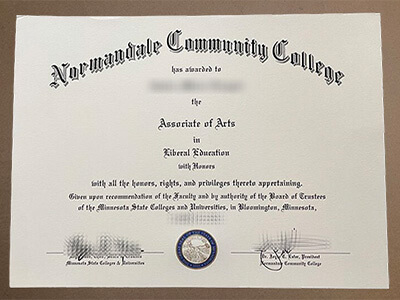 Normandale Community College
has awarded to
the
Associate of Arts
in
Liberal Education
with Honors
with all the honors, rights, and privileges thereto appertaining.
Given upon recommendation of the Faculty and by authority of the Board of Trustees
of the Minnesota State Colleges and Universities, in Bloomington, Minnesota,
Minnesota State Colleges & Universities
President
Normandale Community College